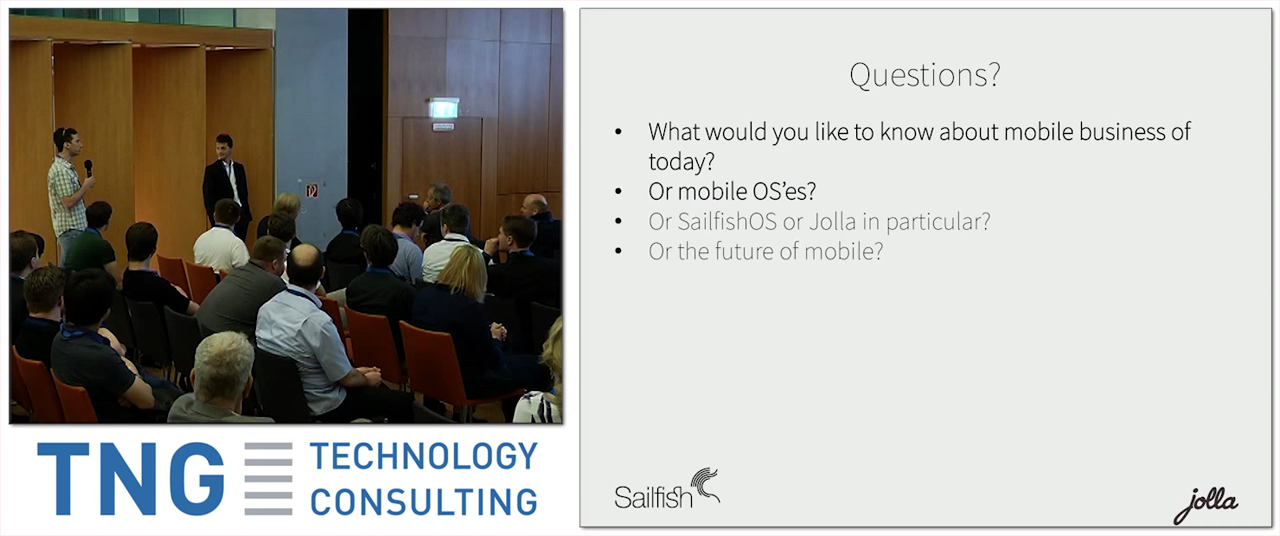 TNG TECHNOLOGY
CONSULTING
Questions?
• What would you like to know about mobile business of
today?
• Or mobile OS'es?
• Or SailfishOS or Jolla in particular?
• Or the future of mobile?
Sailfish
jolla